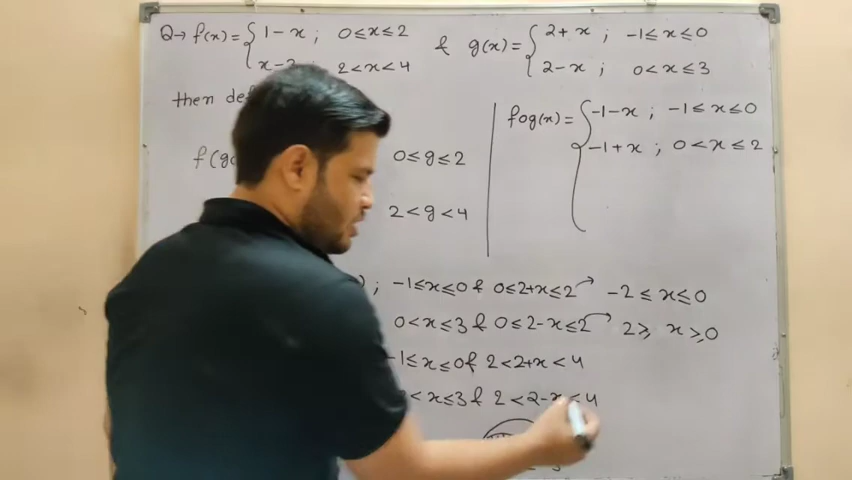 Q→ f(x) = { 1-x ; 0≤x≤2 & g(x) = { 2+x ; -1≤x≤0
x- ; 2<x<4 2-x ; 0<x≤3
then
f(g 0≤g≤2
2<g<4
fog(x) = { -1-x ; -1≤x≤0
-1+x ; 0<x≤2
; -1≤x≤0 & 0≤2+x≤2 → -2≤x≤0
0<x≤3 & 0≤2-x≤2 → 2≥x≥0
-1≤x≤0 & 2<2+x<4
<x≤3 & 2<2-x<4